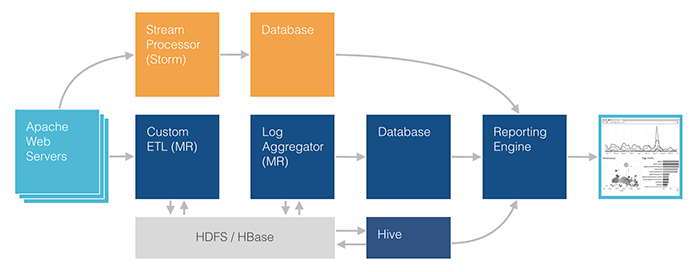 Stream
Processor
(Storm)
Database
Apache
Web
Servers
Custom
ETL (MR)
Log
Aggregator
(MR)
Database
Reporting
Engine
HDFS / HBase
Hive